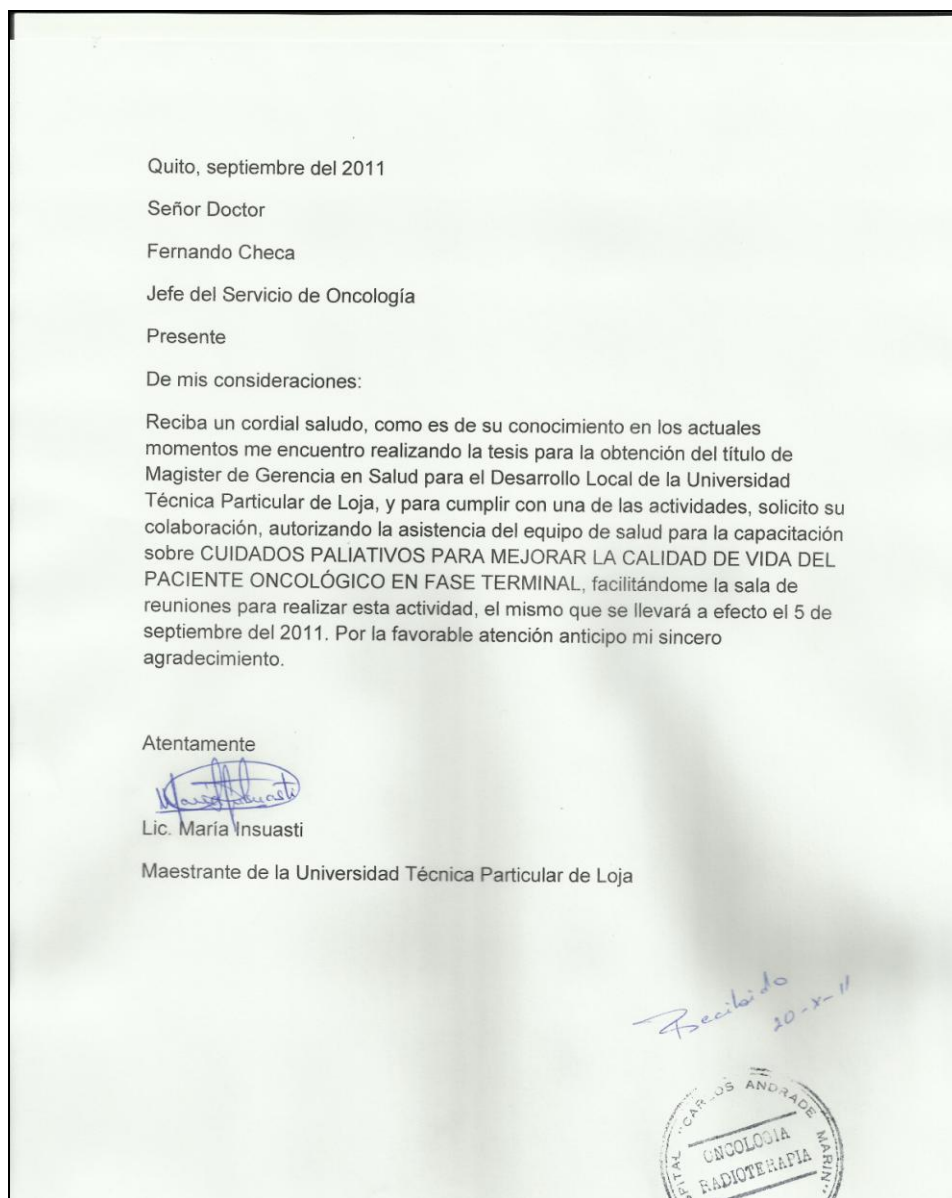 Quito, septiembre del 2011
Señor Doctor
Fernando Checa
Jefe del Servicio de Oncología
Presente
De mis consideraciones:
Reciba un cordial saludo, como es de su conocimiento en los actuales
momentos me encuentro realizando la tesis para la obtención del título de
Magister de Gerencia en Salud para el Desarrollo Local de la Universidad
Técnica Particular de Loja, y para cumplir con una de las actividades, solicito su
colaboración, autorizando la asistencia del equipo de salud para la capacitación
sobre CUIDADOS PALIATIVOS PARA MEJORAR LA CALIDAD DE VIDA DEL
PACIENTE ONCOLÓGICO EN FASE TERMINAL, facilitándome la sala de
reuniones para realizar esta actividad, el mismo que se llevará a efecto el 5 de
septiembre del 2011. Por la favorable atención anticipo mi sincero
agradecimiento.
Atentamente
Lic. María Insuasti
Maestrante de la Universidad Técnica Particular de Loja
Recibido
20-X-11
PITAL "CARLOS ANDRADE MARIN"
ONCOLOGIA
RADIOTERAPIA